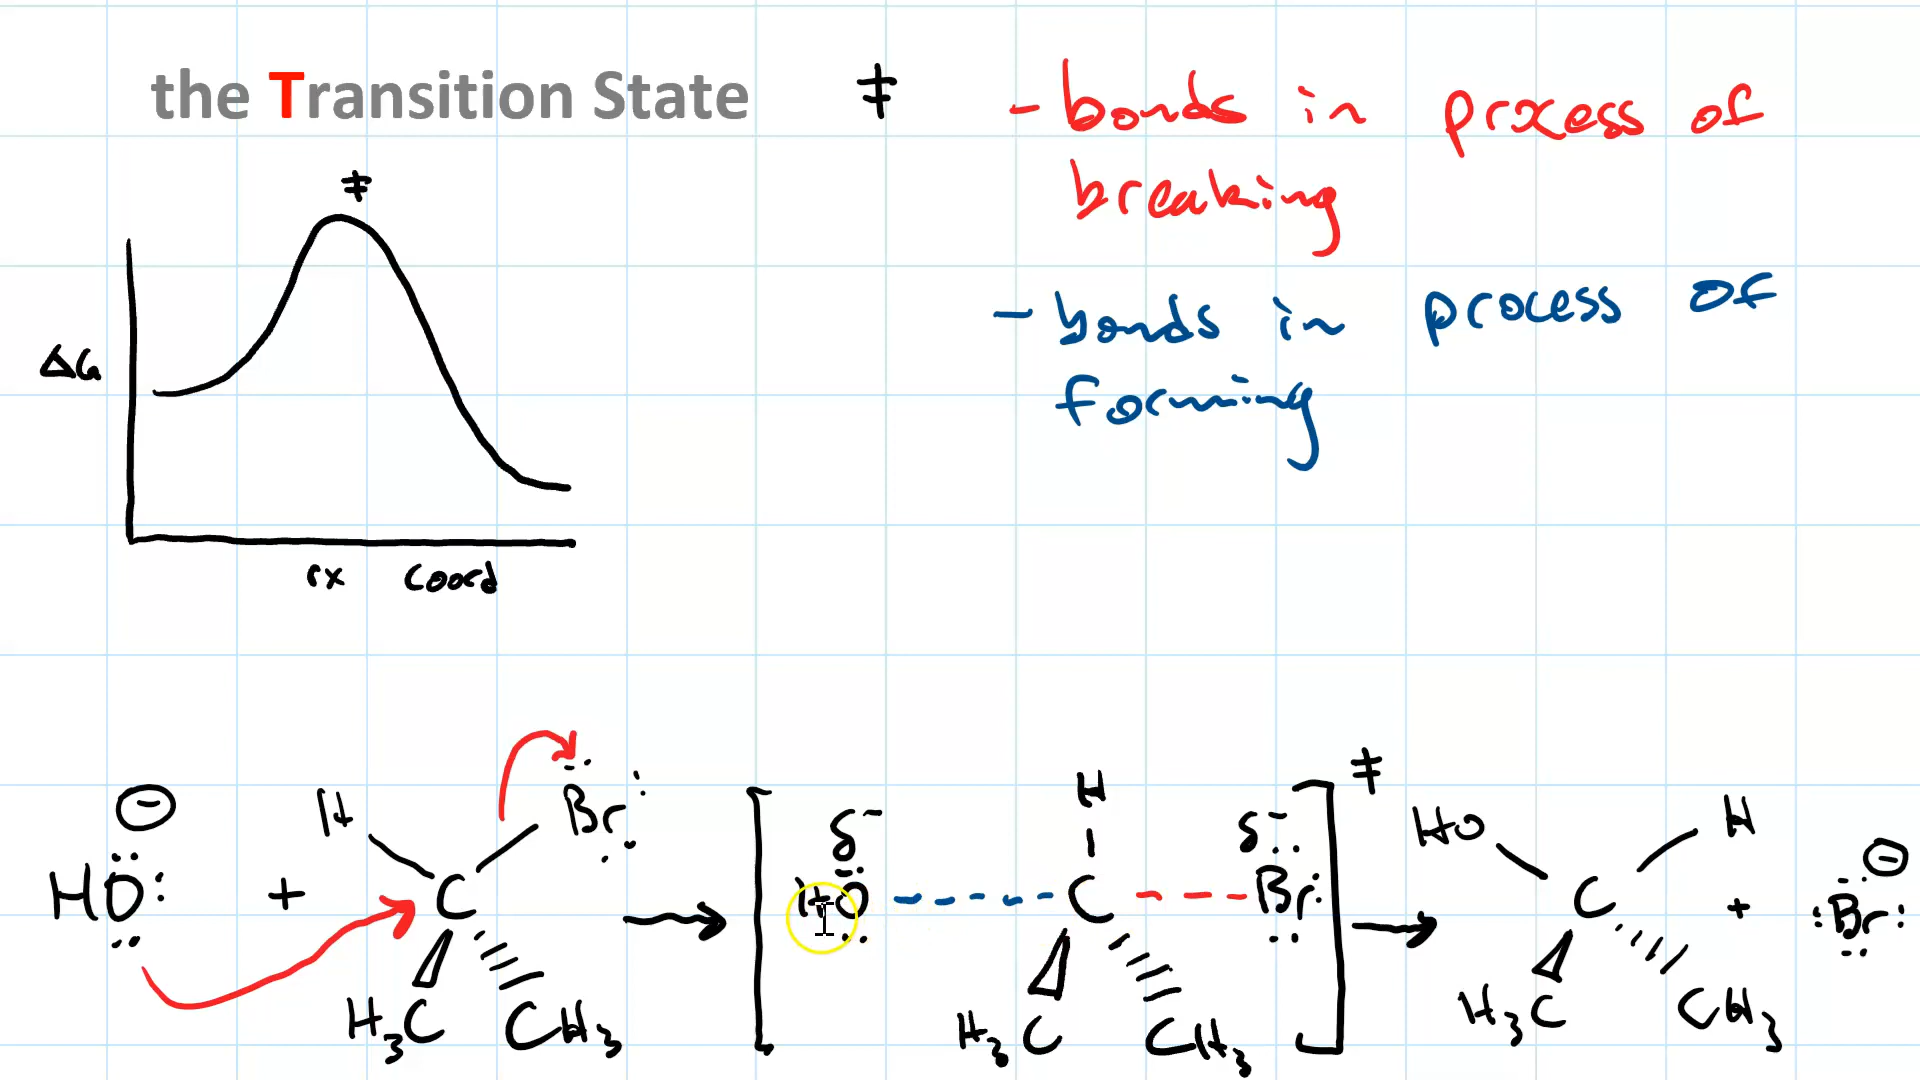 the Transition State ‡
- bonds in process of
breaking
- bonds in process of
forming
‡
ΔG
rx coord
HO: ⊖ + H C Br H₃C CH₃
[ HO δ⁻ H C Br δ⁻ H₃C CH₃ ] ‡
HO C H H₃C CH₃ + :Br: ⊖